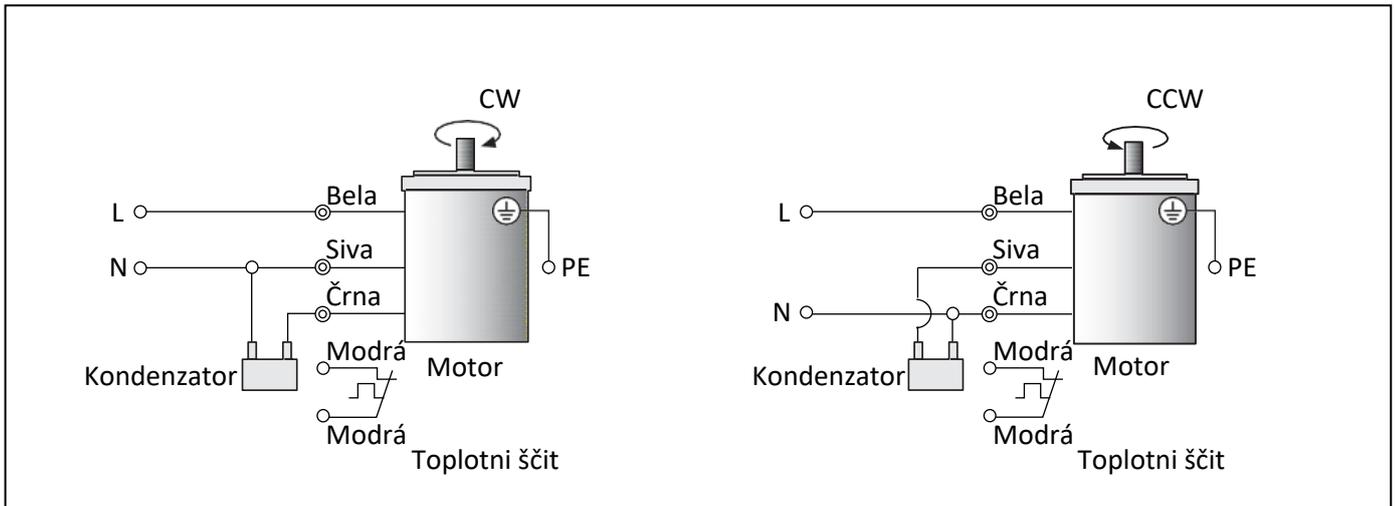 CW
L
Bela
Siva
N
PE
Črna
Modrá
Kondenzator
Motor
Modrá
Toplotni ščit
CCW
L
Bela
Siva
PE
N
Črna
Modrá
Kondenzator
Motor
Modrá
Toplotni ščit